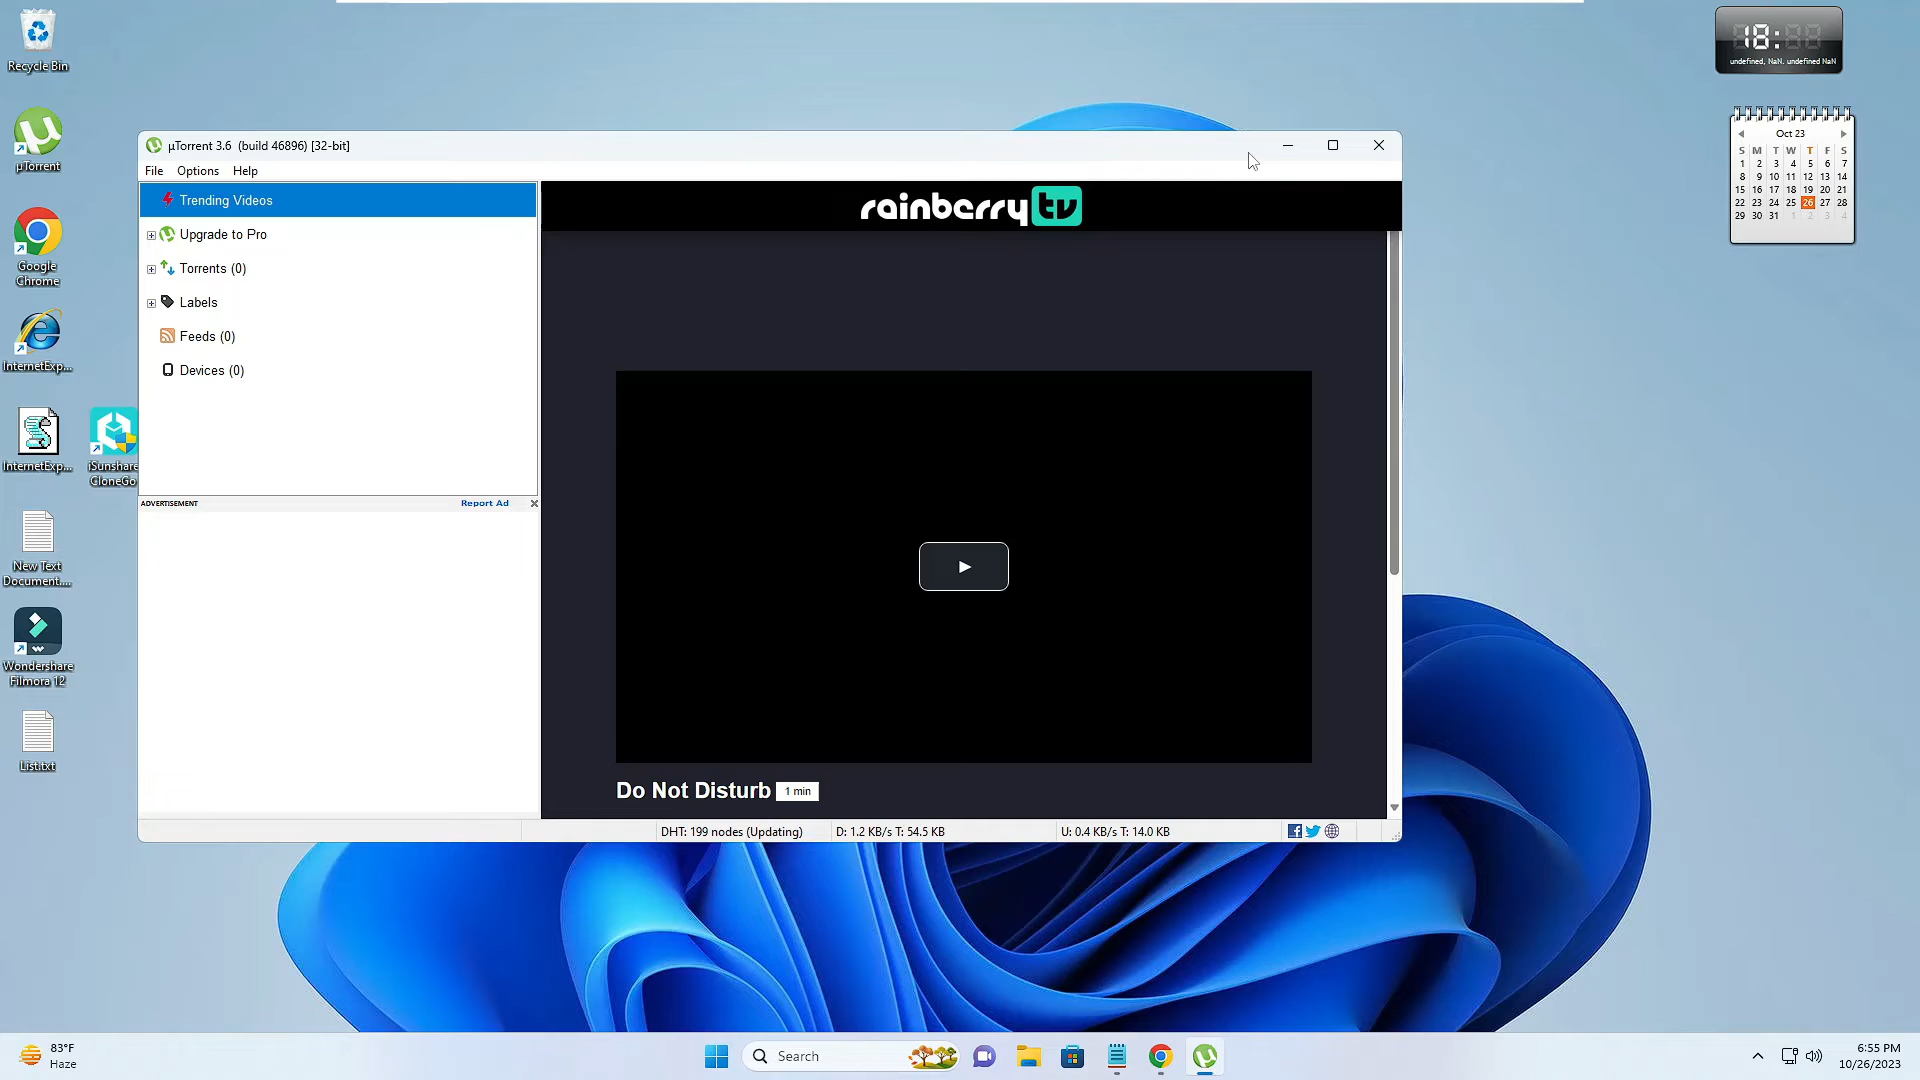 Recycle Bin
µTorrent
Google
Chrome
InternetExp...
InternetExp...
iSunshare
CloneGo
New Text
Document....
Wondershare
Filmora 12
List.txt
µTorrent 3.6 (build 46896) [32-bit]
File Options Help
Trending Videos
Upgrade to Pro
Torrents (0)
Labels
Feeds (0)
Devices (0)
ADVERTISEMENT Report Ad
rainberry tv
Do Not Disturb 1 min
DHT: 199 nodes (Updating) D: 1.2 KB/s T: 54.5 KB U: 0.4 KB/s T: 14.0 KB
18:
undefined, NaN. undefined NaN
Oct 23
S M T W T F S
1 2 3 4 5 6 7
8 9 10 11 12 13 14
15 16 17 18 19 20 21
22 23 24 25 26 27 28
29 30 31 1 2 3 4
83°F
Haze
Search
6:55 PM
10/26/2023